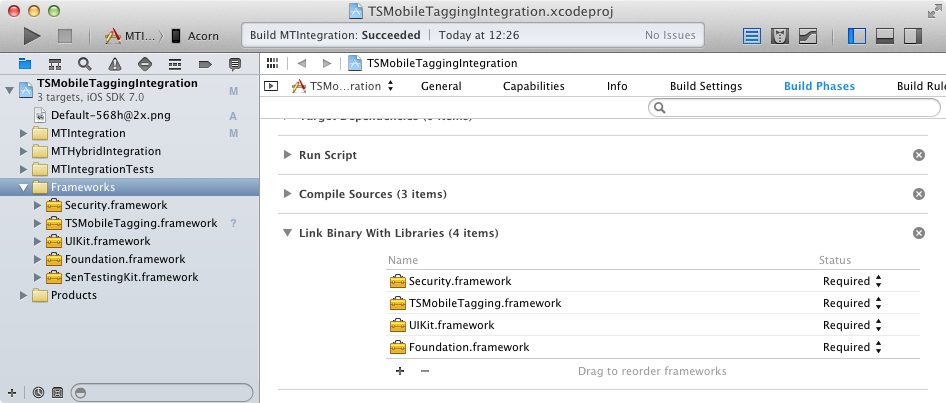 TSMobileTaggingIntegration.xcodeproj
MTI... Acorn
Build MTIntegration: Succeeded | Today at 12:26 No Issues
TSMobileTaggingIntegration
TSMobileTaggingIntegration M
3 targets, iOS SDK 7.0
Default-568h@2x.png A
MTIntegration M
MTHybridIntegration
MTIntegrationTests
Frameworks
Security.framework
TSMobileTagging.framework ?
UIKit.framework
Foundation.framework
SenTestingKit.framework
Products
TSMo...ration General Capabilities Info Build Settings Build Phases Build Rule
Target Dependencies (0 items)
Run Script
Compile Sources (3 items)
Link Binary With Libraries (4 items)
Name Status
Security.framework Required
TSMobileTagging.framework Required
UIKit.framework Required
Foundation.framework Required
+ − Drag to reorder frameworks